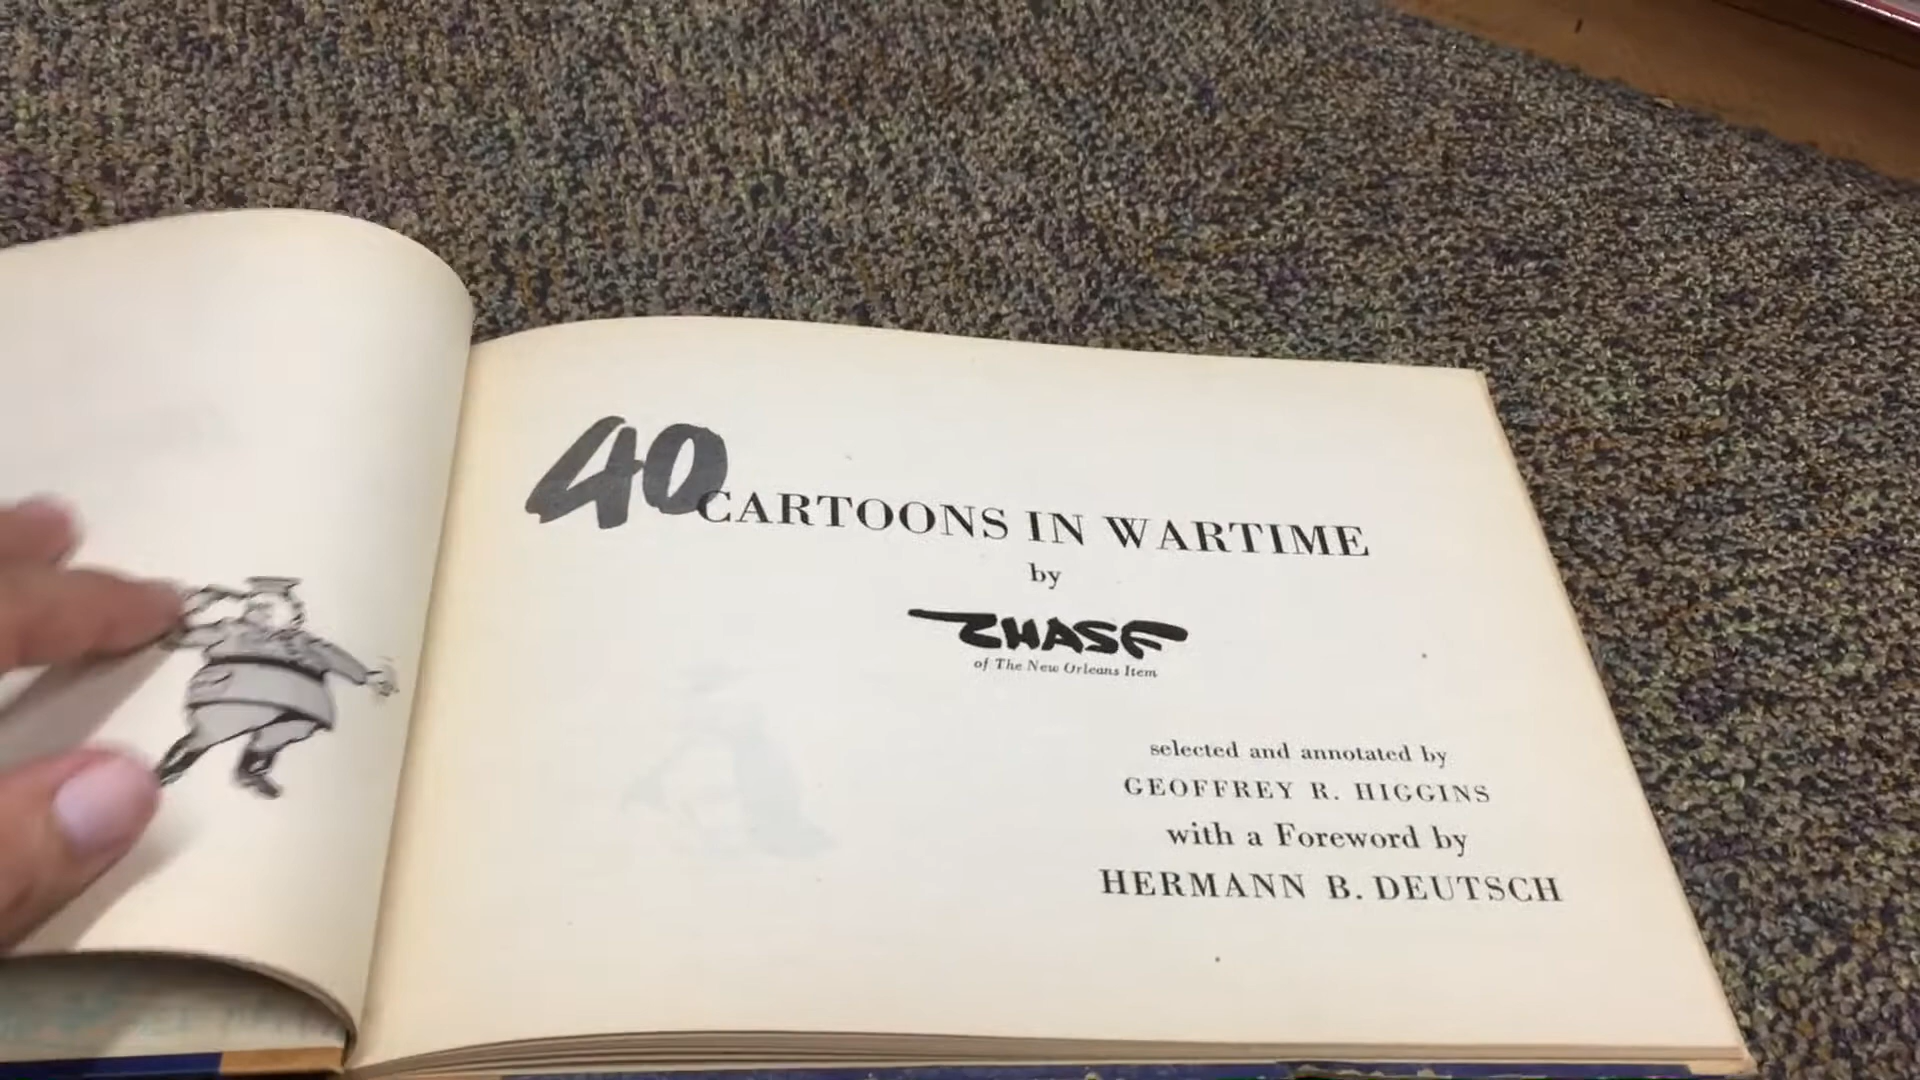 40 CARTOONS IN WARTIME
by
CHASE
of The New Orleans Item
selected and annotated by
GEOFFREY R. HIGGINS
with a Foreword by
HERMANN B. DEUTSCH